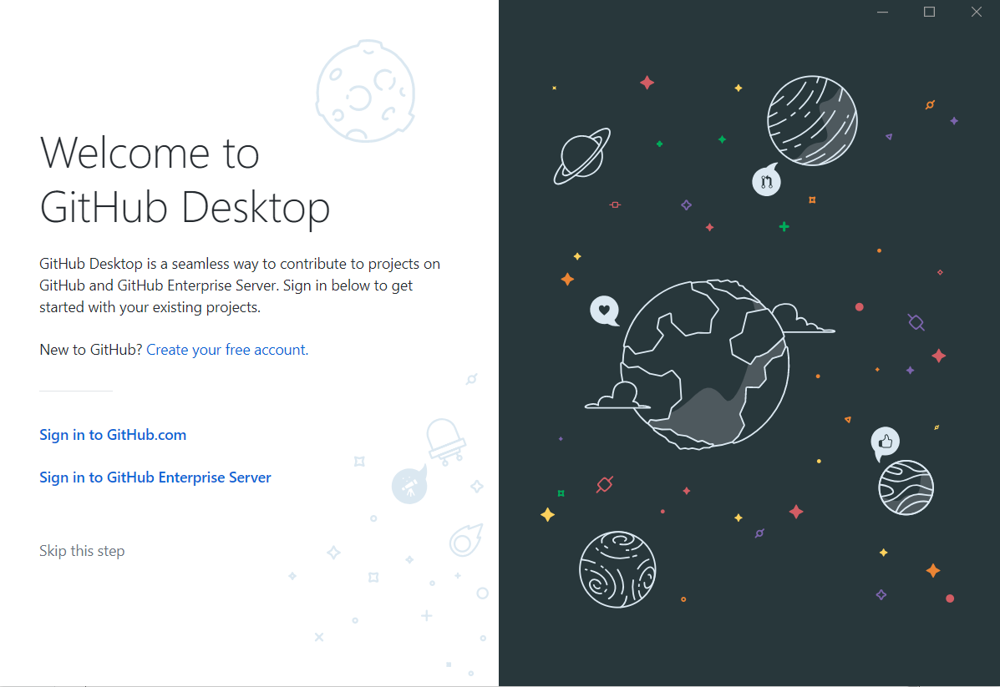 Welcome to
GitHub Desktop
GitHub Desktop is a seamless way to contribute to projects on
GitHub and GitHub Enterprise Server. Sign in below to get
started with your existing projects.
New to GitHub? Create your free account.
Sign in to GitHub.com
Sign in to GitHub Enterprise Server
Skip this step